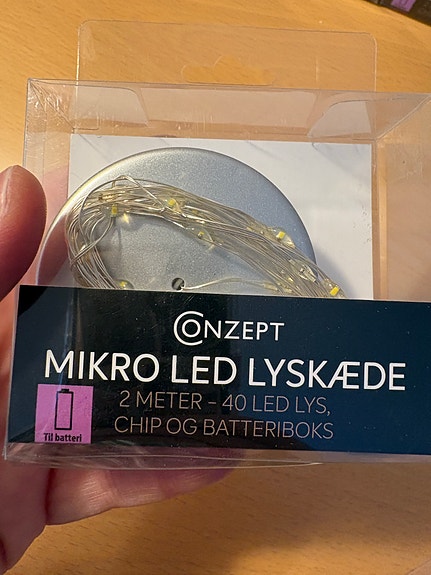 CONZEPT
MIKRO LED LYSKÆDE
2 METER - 40 LED LYS,
CHIP OG BATTERIBOKS
Til batteri